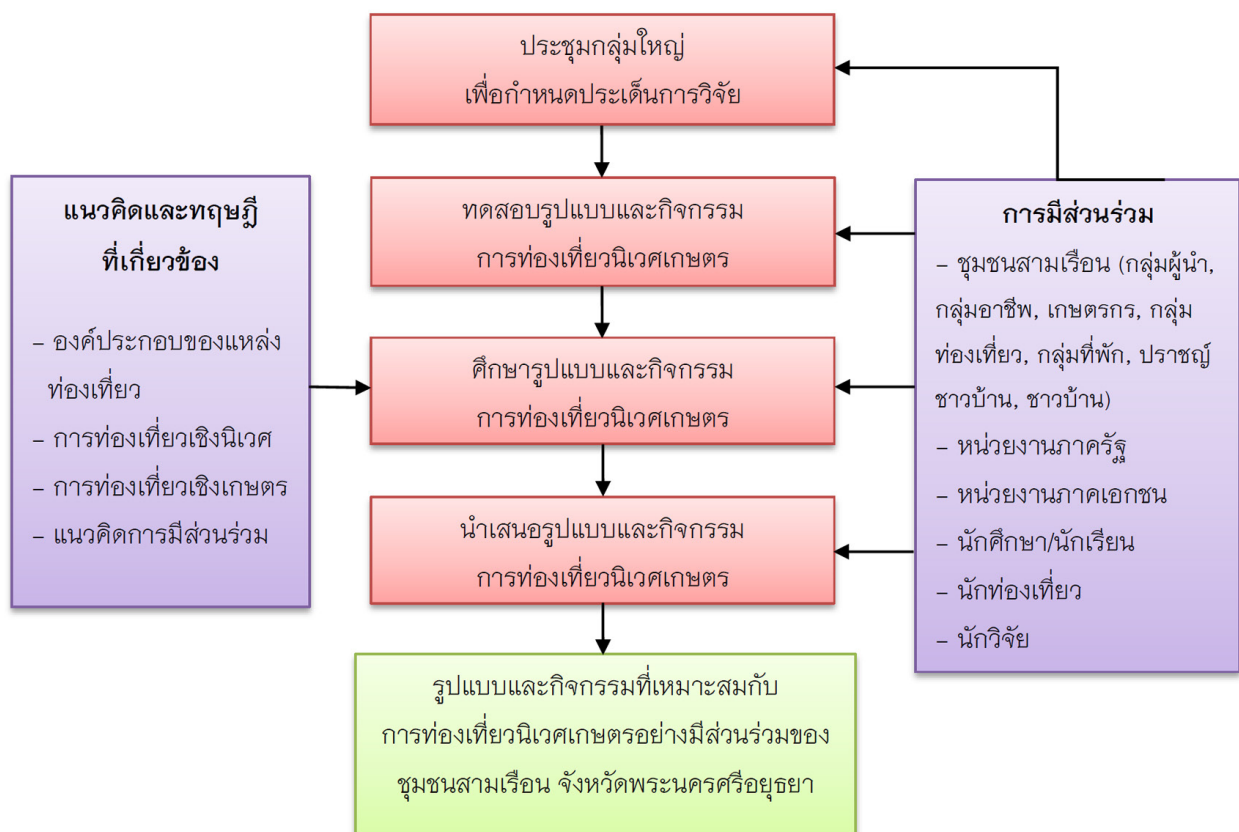 ประชุมกลุ่มใหญ่
เพื่อกำหนดประเด็นการวิจัย
แนวคิดและทฤษฎี
ที่เกี่ยวข้อง
– องค์ประกอบของแหล่ง
ท่องเที่ยว
– การท่องเที่ยวเชิงนิเวศ
– การท่องเที่ยวเชิงเกษตร
– แนวคิดการมีส่วนร่วม
ทดสอบรูปแบบและกิจกรรม
การท่องเที่ยวนิเวศเกษตร
ศึกษารูปแบบและกิจกรรม
การท่องเที่ยวนิเวศเกษตร
นำเสนอรูปแบบและกิจกรรม
การท่องเที่ยวนิเวศเกษตร
การมีส่วนร่วม
– ชุมชนสามเรือน (กลุ่มผู้นำ,
กลุ่มอาชีพ, เกษตรกร, กลุ่ม
ท่องเที่ยว, กลุ่มที่พัก, ปราชญ์
ชาวบ้าน, ชาวบ้าน)
– หน่วยงานภาครัฐ
– หน่วยงานภาคเอกชน
– นักศึกษา/นักเรียน
– นักท่องเที่ยว
– นักวิจัย
รูปแบบและกิจกรรมที่เหมาะสมกับ
การท่องเที่ยวนิเวศเกษตรอย่างมีส่วนร่วมของ
ชุมชนสามเรือน จังหวัดพระนครศรีอยุธยา